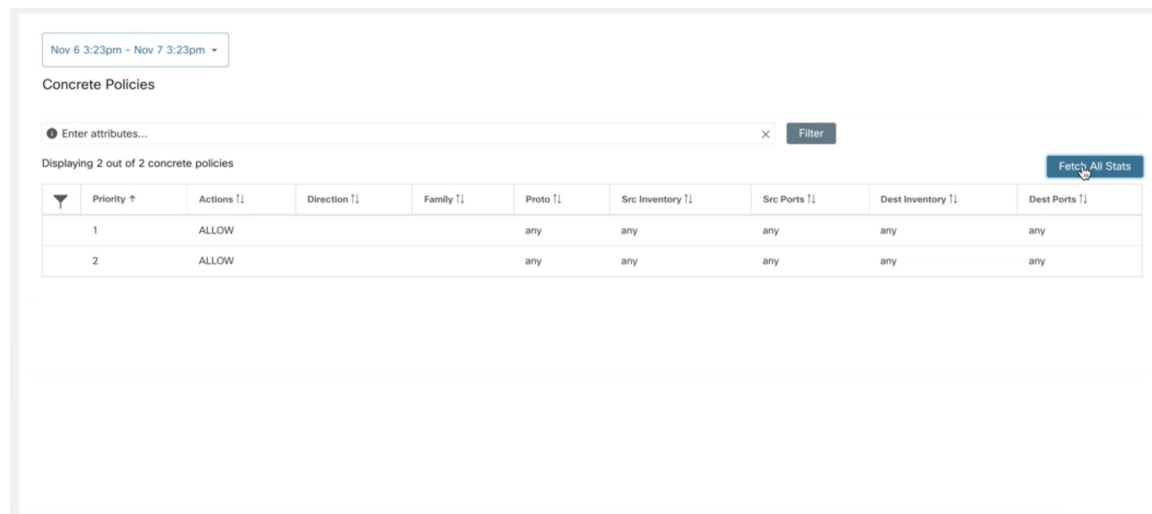 Nov 6 3:23pm - Nov 7 3:23pm
Concrete Policies
Enter attributes...
Filter
Displaying 2 out of 2 concrete policies
Fetch All Stats
Priority ↑ Actions ↑↓ Direction ↑↓ Family ↑↓ Proto ↑↓ Src Inventory ↑↓ Src Ports ↑↓ Dest Inventory ↑↓ Dest Ports ↑↓
1 ALLOW any any any any any
2 ALLOW any any any any any